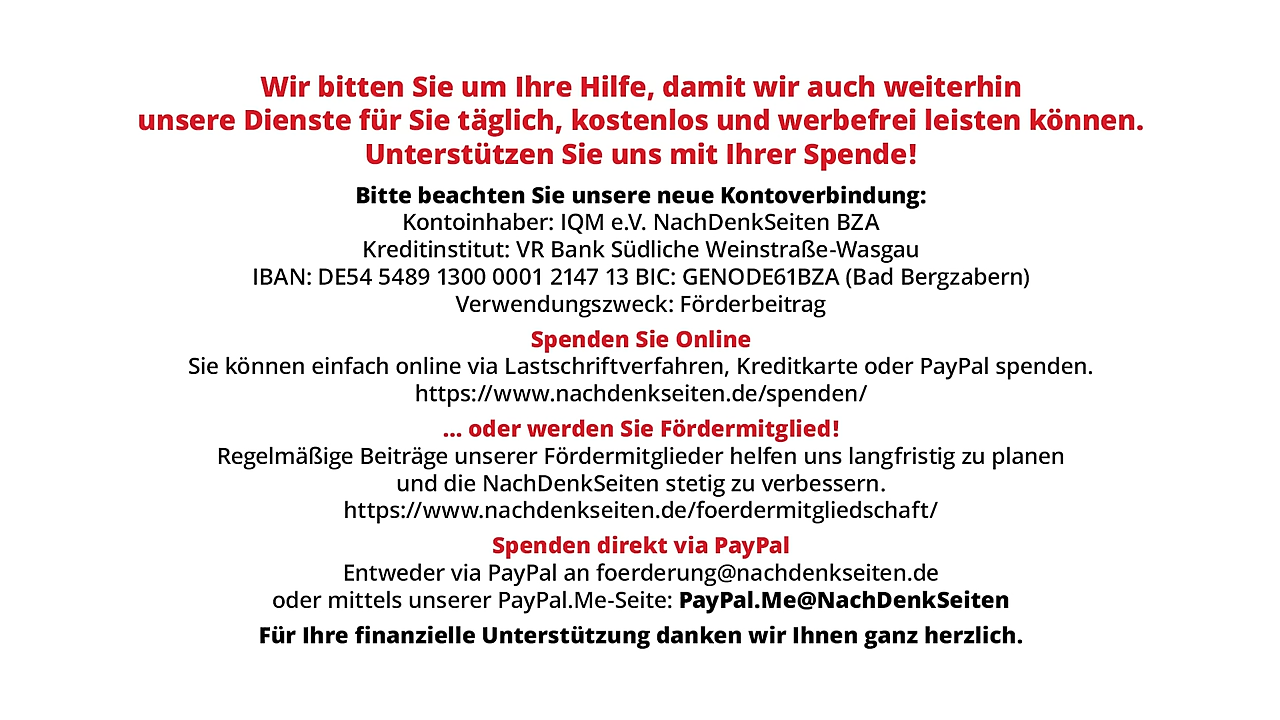 Wir bitten Sie um Ihre Hilfe, damit wir auch weiterhin
unsere Dienste für Sie täglich, kostenlos und werbefrei leisten können.
Unterstützen Sie uns mit Ihrer Spende!
Bitte beachten Sie unsere neue Kontoverbindung:
Kontoinhaber: IQM e.V. NachDenkSeiten BZA
Kreditinstitut: VR Bank Südliche Weinstraße-Wasgau
IBAN: DE54 5489 1300 0001 2147 13 BIC: GENODE61BZA (Bad Bergzabern)
Verwendungszweck: Förderbeitrag
Spenden Sie Online
Sie können einfach online via Lastschriftverfahren, Kreditkarte oder PayPal spenden.
https://www.nachdenkseiten.de/spenden/
... oder werden Sie Fördermitglied!
Regelmäßige Beiträge unserer Fördermitglieder helfen uns langfristig zu planen
und die NachDenkSeiten stetig zu verbessern.
https://www.nachdenkseiten.de/foerdermitgliedschaft/
Spenden direkt via PayPal
Entweder via PayPal an foerderung@nachdenkseiten.de
oder mittels unserer PayPal.Me-Seite: PayPal.Me@NachDenkSeiten
Für Ihre finanzielle Unterstützung danken wir Ihnen ganz herzlich.